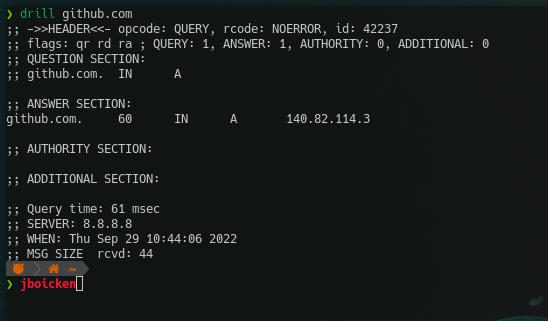 ❯ drill github.com
;; ->>HEADER<<- opcode: QUERY, rcode: NOERROR, id: 42237
;; flags: qr rd ra ; QUERY: 1, ANSWER: 1, AUTHORITY: 0, ADDITIONAL: 0
;; QUESTION SECTION:
;; github.com. IN A
;; ANSWER SECTION:
github.com. 60 IN A 140.82.114.3
;; AUTHORITY SECTION:
;; ADDITIONAL SECTION:
;; Query time: 61 msec
;; SERVER: 8.8.8.8
;; WHEN: Thu Sep 29 10:44:06 2022
;; MSG SIZE rcvd: 44
~
❯ jboicken